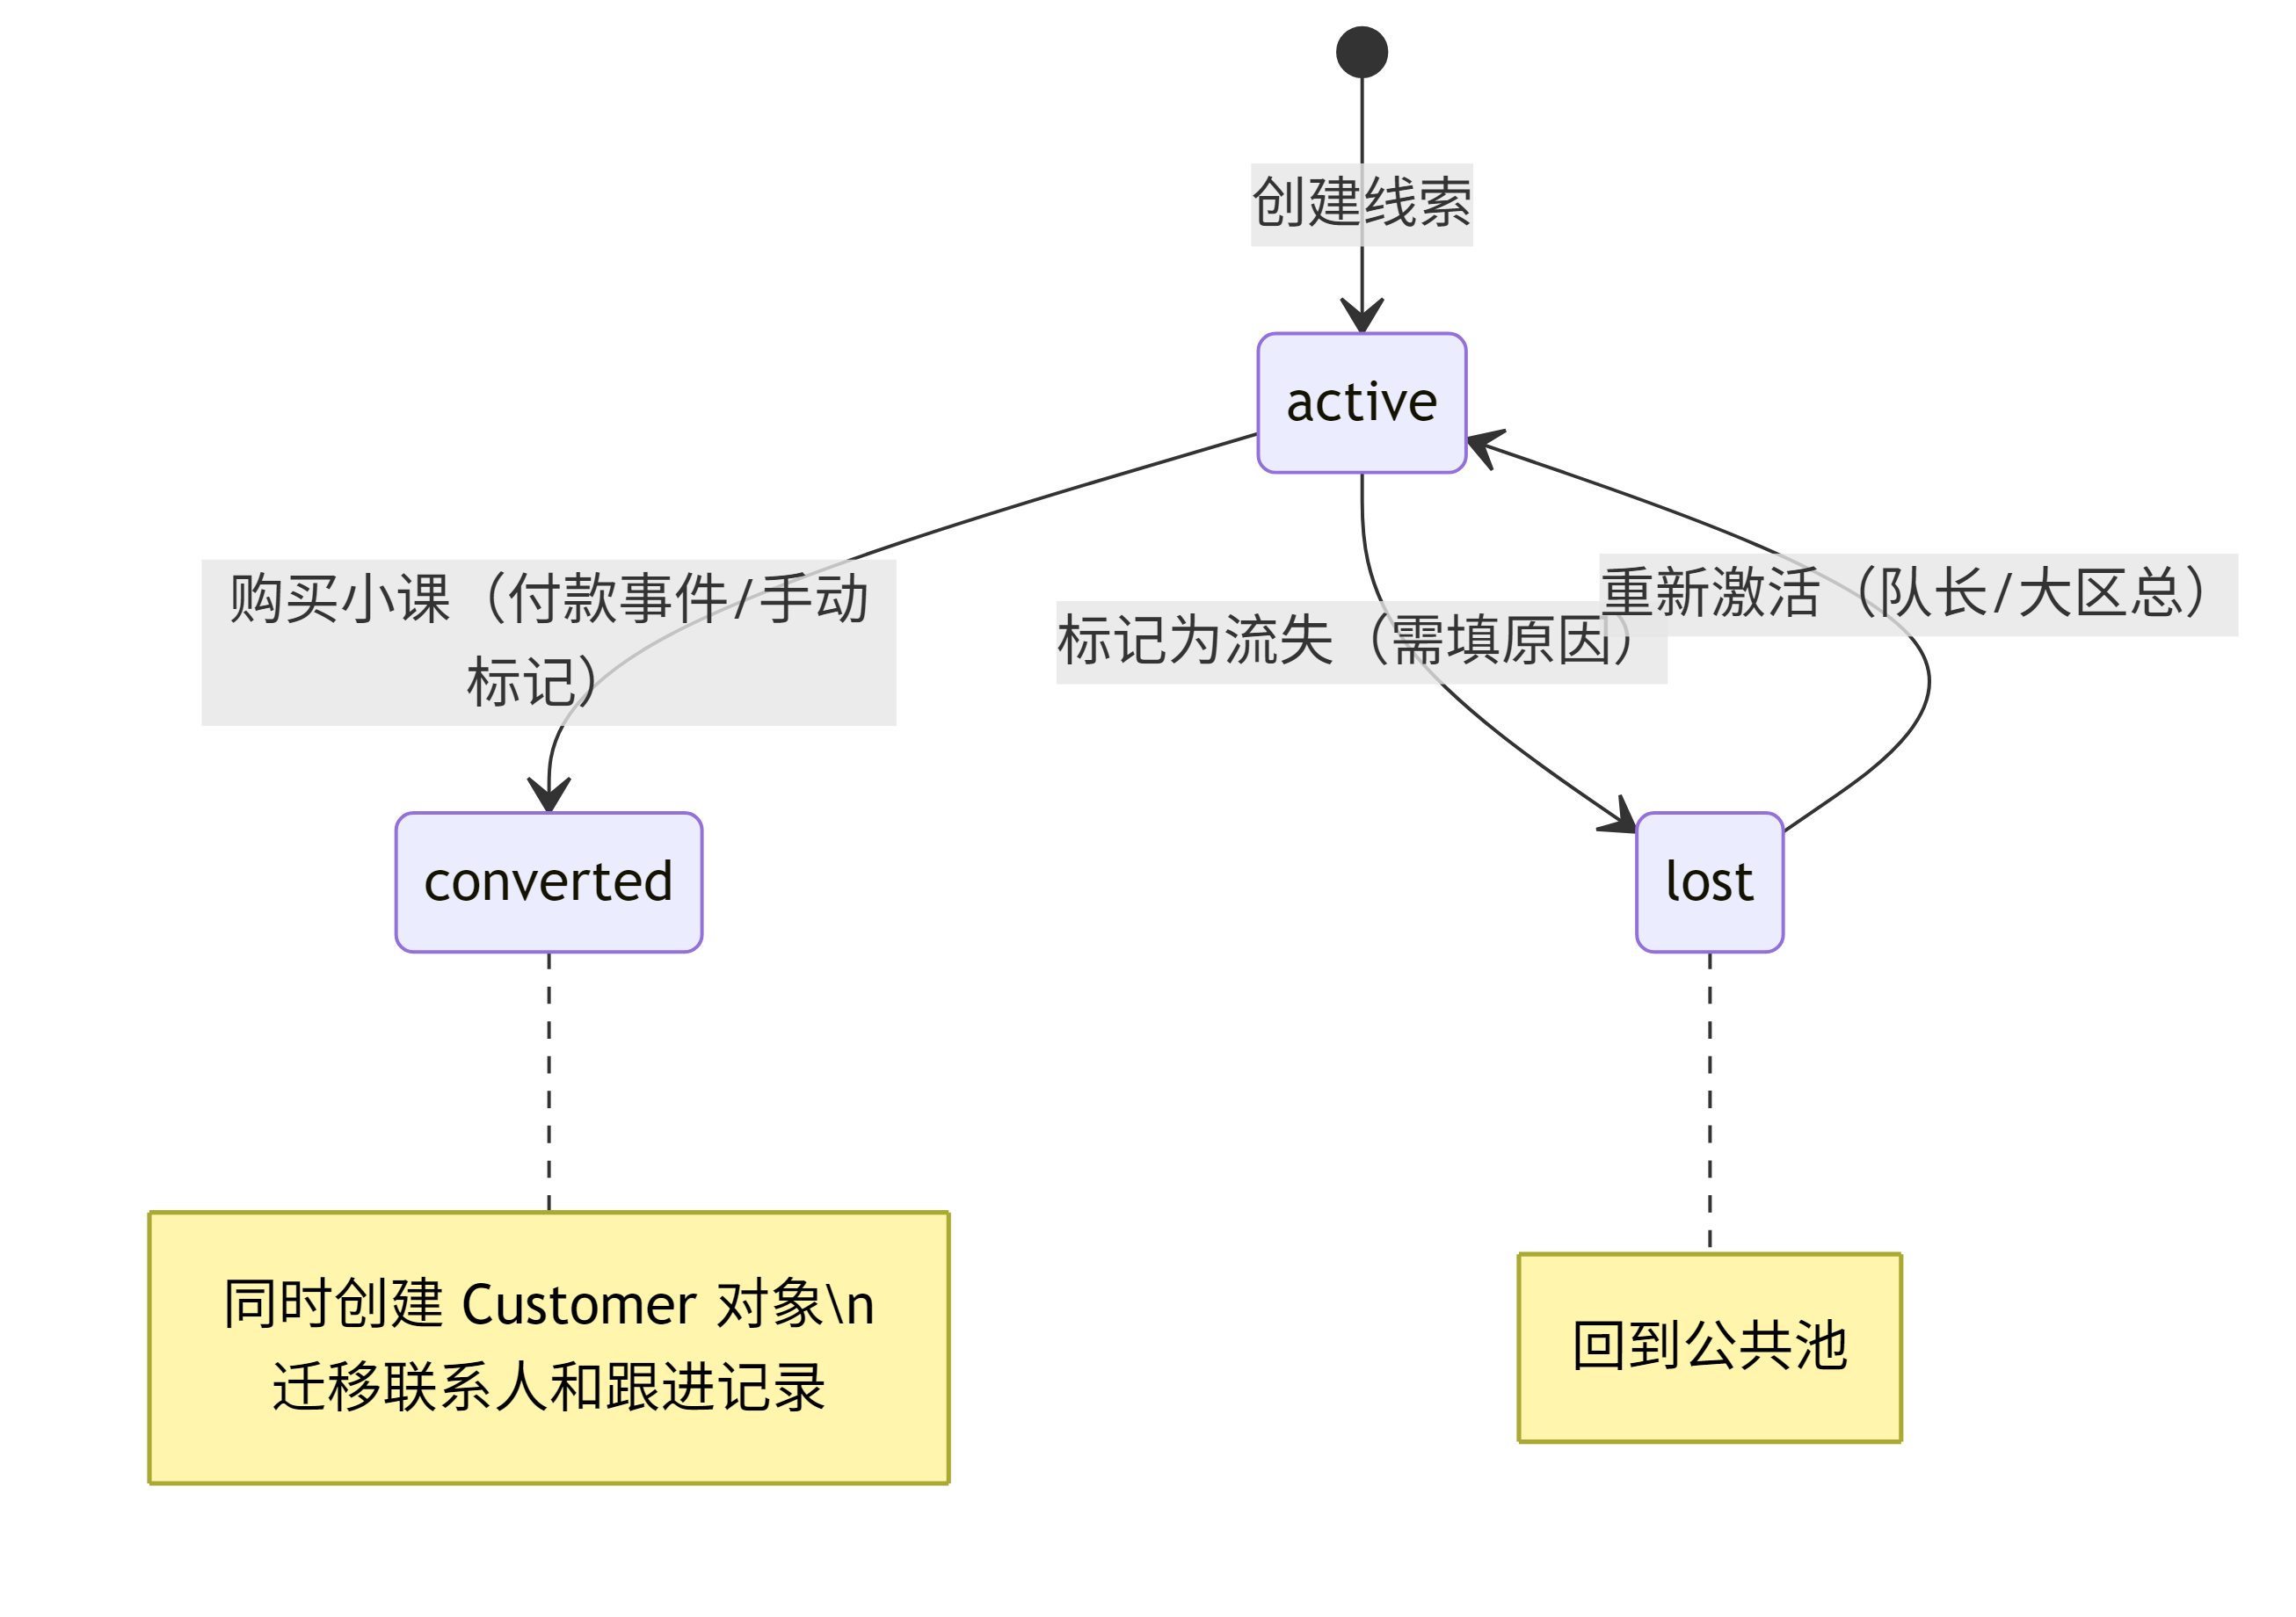 创建线索
active
购买小课（付款事件/手动
标记）
标记为流失（需填原因）
重新激活（队长/大区总）
converted
lost
同时创建 Customer 对象\n
迁移联系人和跟进记录
回到公共池